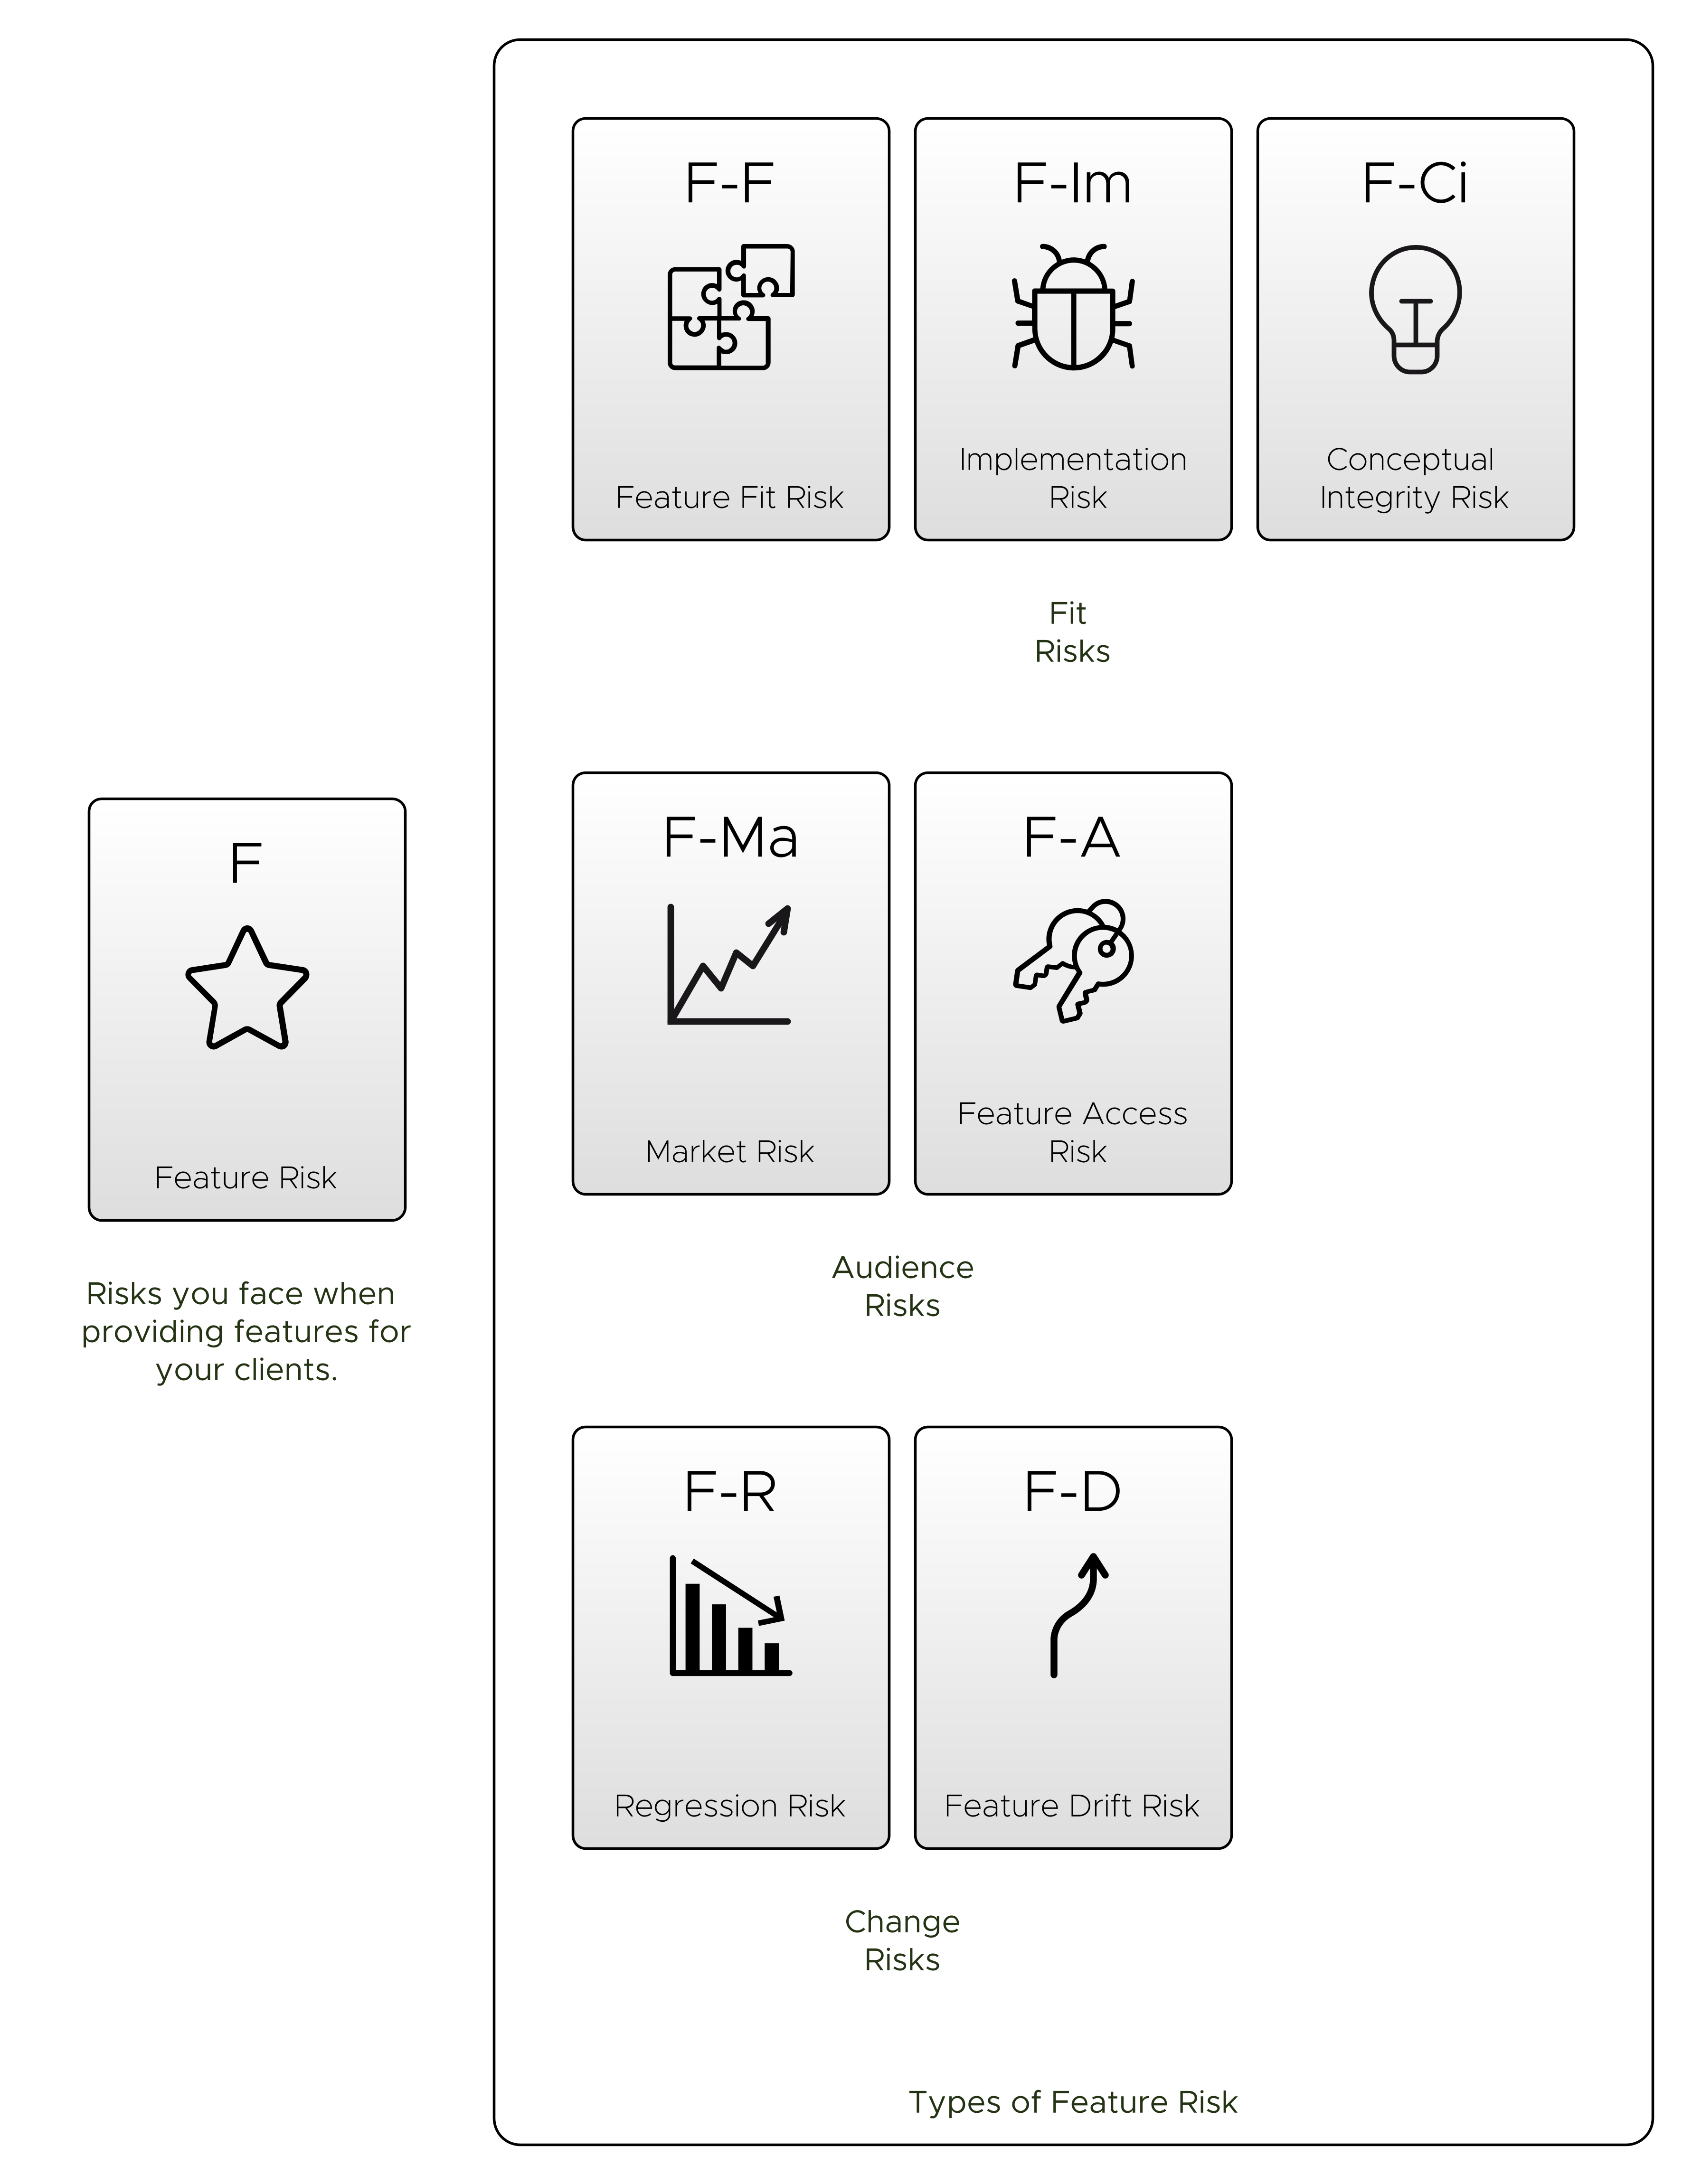 F
Feature Risk
Risks you face when
providing features for
your clients.
F-F
Feature Fit Risk
F-Im
Implementation
Risk
F-Ci
Conceptual
Integrity Risk
Fit
Risks
F-Ma
Market Risk
F-A
Feature Access
Risk
Audience
Risks
F-R
Regression Risk
F-D
Feature Drift Risk
Change
Risks
Types of Feature Risk